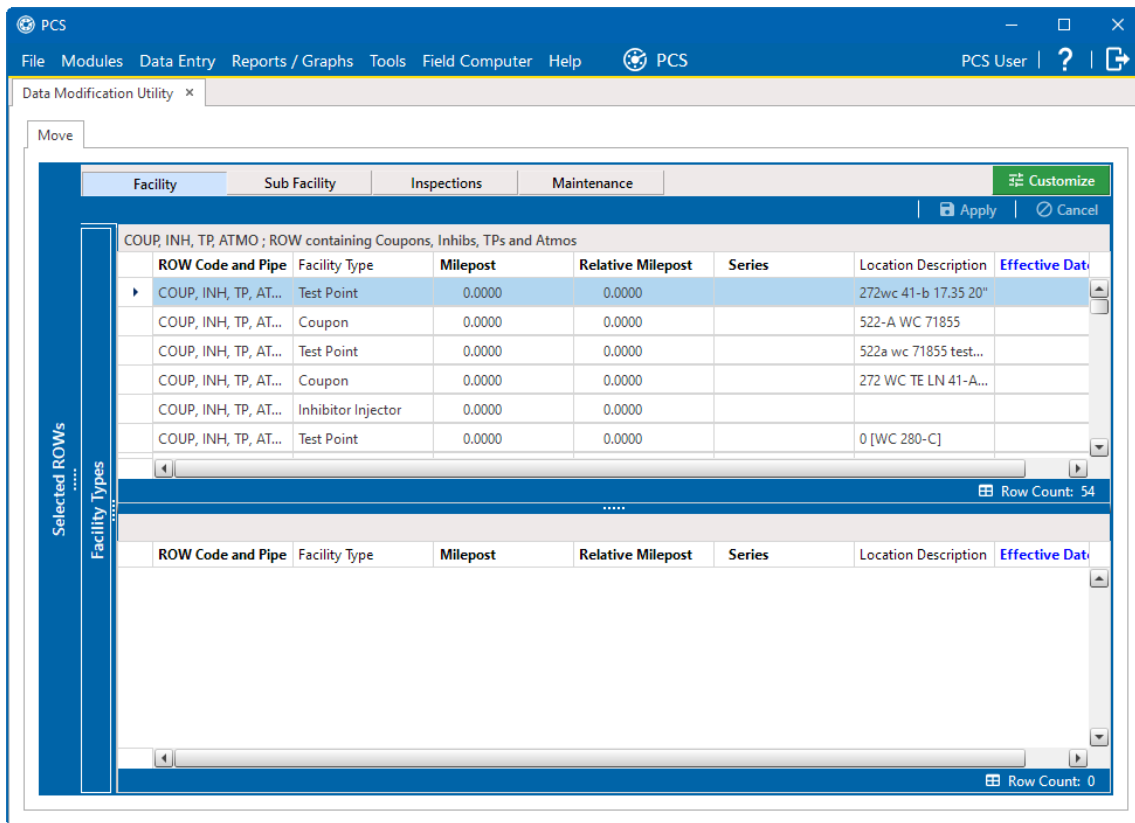 PCS
File Modules Data Entry Reports / Graphs Tools Field Computer Help PCS PCS User ?
Data Modification Utility ×
Move
Facility Sub Facility Inspections Maintenance Customize
Apply Cancel
Selected ROWs
Facility Types
COUP, INH, TP, ATMO ; ROW containing Coupons, Inhibs, TPs and Atmos
ROW Code and Pipe Facility Type Milepost Relative Milepost Series Location Description Effective Date
COUP, INH, TP, AT... Test Point 0.0000 0.0000 272wc 41-b 17.35 20"
COUP, INH, TP, AT... Coupon 0.0000 0.0000 522-A WC 71855
COUP, INH, TP, AT... Test Point 0.0000 0.0000 522a wc 71855 test...
COUP, INH, TP, AT... Coupon 0.0000 0.0000 272 WC TE LN 41-A...
COUP, INH, TP, AT... Inhibitor Injector 0.0000 0.0000
COUP, INH, TP, AT... Test Point 0.0000 0.0000 0 [WC 280-C]
Row Count: 54
ROW Code and Pipe Facility Type Milepost Relative Milepost Series Location Description Effective Date
Row Count: 0